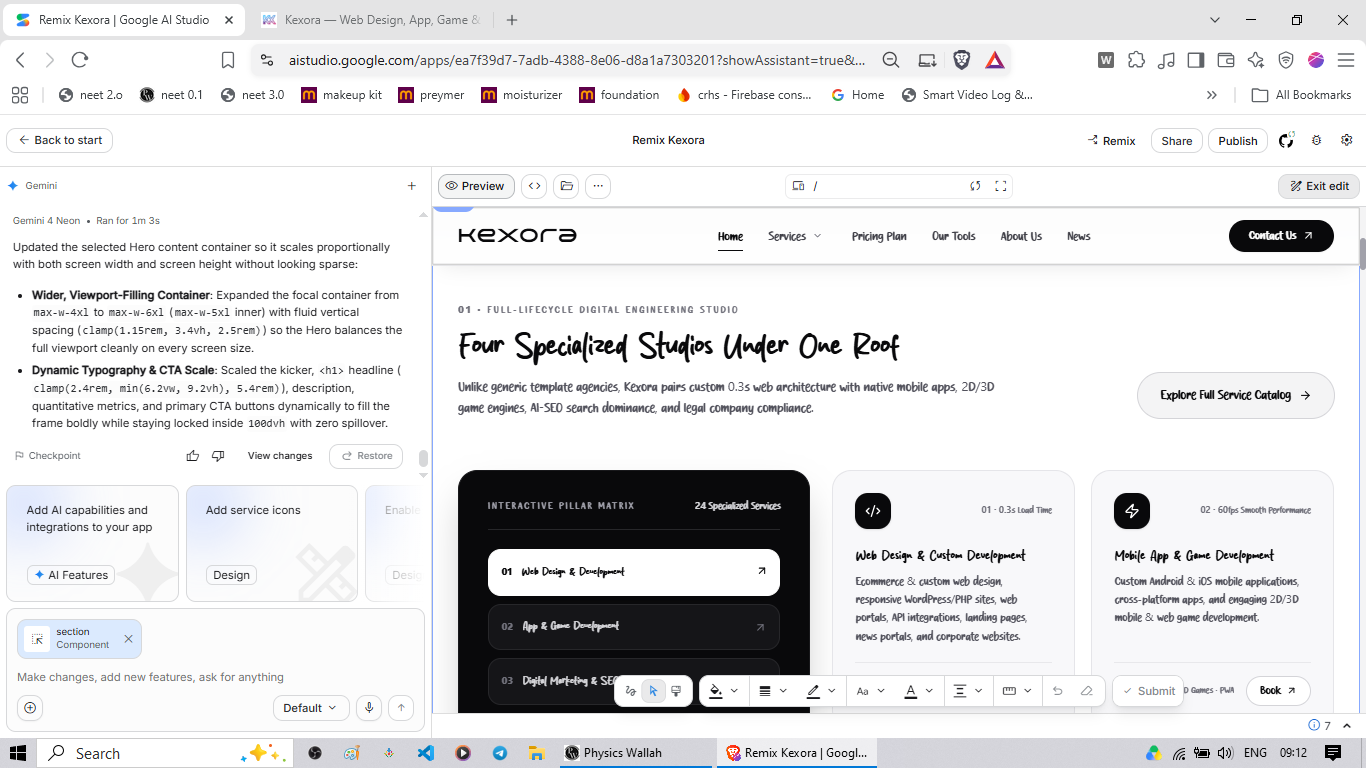 Remix Kexora | Google AI Studio
Kexora — Web Design, App, Game &
aistudio.google.com/apps/ea7f39d7-7adb-4388-8e06-d8a1a7303201?showAssistant=true&...
neet 2.o
neet 0.1
neet 3.0
makeup kit
preymer
moisturizer
foundation
crhs - Firebase cons...
Home
Smart Video Log &...
All Bookmarks
Back to start
Remix Kexora
Remix
Share
Publish
Gemini
Preview
/
Exit edit
Gemini 4 Neon • Ran for 1m 3s
Updated the selected Hero content container so it scales proportionally
with both screen width and screen height without looking sparse:
• Wider, Viewport-Filling Container: Expanded the focal container from
max-w-4xl to max-w-6xl (max-w-5xl inner) with fluid vertical
spacing (clamp(1.15rem, 3.4vh, 2.5rem)) so the Hero balances the
full viewport cleanly on every screen size.
• Dynamic Typography & CTA Scale: Scaled the kicker, <h1> headline (
clamp(2.4rem, min(6.2vw, 9.2vh), 5.4rem)), description,
quantitative metrics, and primary CTA buttons dynamically to fill the
frame boldly while staying locked inside 100dvh with zero spillover.
Checkpoint
View changes
Restore
Add AI capabilities and
integrations to your app
AI Features
Add service icons
Design
Enable
Desig
section
Component
Make changes, add new features, ask for anything
Default
Kexora
Home
Services
Pricing Plan
Our Tools
About Us
News
Contact Us
01 • FULL-LIFECYCLE DIGITAL ENGINEERING STUDIO
Four Specialized Studios Under One Roof
Unlike generic template agencies, Kexora pairs custom 0.3s web architecture with native mobile apps, 2D/3D
game engines, AI-SEO search dominance, and legal company compliance.
Explore Full Service Catalog
INTERACTIVE PILLAR MATRIX
24 Specialized Services
01 Web Design & Development
02 App & Game Development
03 Digital Marketing & SEO
01 · 0.3s Load Time
Web Design & Custom Development
Ecommerce & custom web design,
responsive WordPress/PHP sites, web
portals, API integrations, landing pages,
news portals, and corporate websites.
02 · 60fps Smooth Performance
Mobile App & Game Development
Custom Android & iOS mobile applications,
cross-platform apps, and engaging 2D/3D
mobile & web game development.
D Games · PWA
Book
Aa
A
Submit
7
Search
Physics Wallah
Remix Kexora | Googl...
ENG
09:12